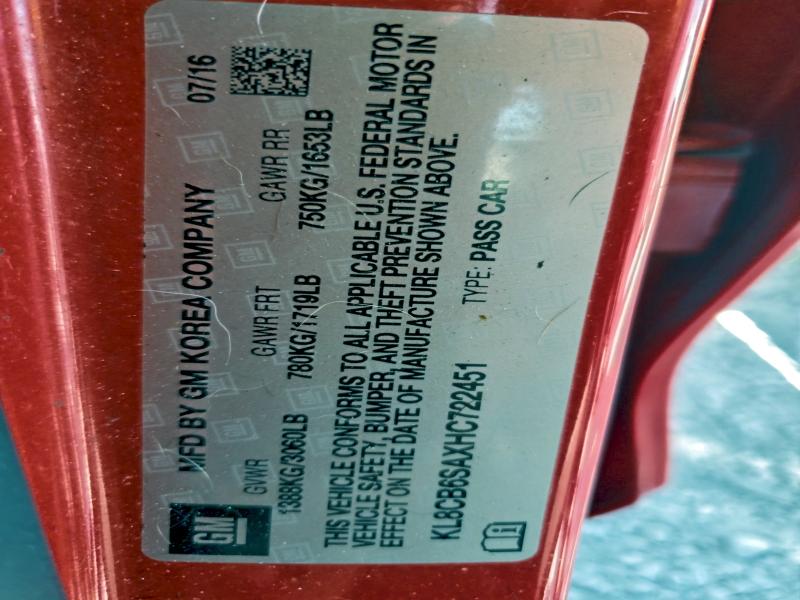 GM
MFD BY GM KOREA COMPANY 07/16
GVWR GAWR FRT GAWR RR
1388KG/3060LB 780KG/1719LB 750KG/1653LB
THIS VEHICLE CONFORMS TO ALL APPLICABLE U.S. FEDERAL MOTOR
VEHICLE SAFETY, BUMPER, AND THEFT PREVENTION STANDARDS IN
EFFECT ON THE DATE OF MANUFACTURE SHOWN ABOVE.
KL8CB6SAXHC722451 TYPE: PASS CAR